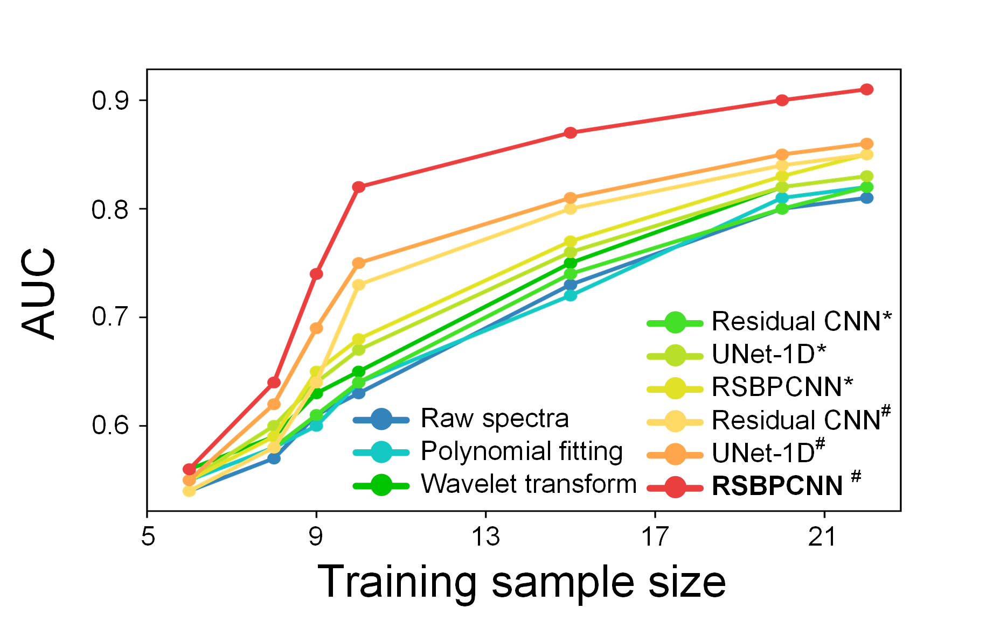 0.9
0.8
0.7
0.6
AUC
5
9
13
17
21
Training sample size
Raw spectra
Polynomial fitting
Wavelet transform
Residual CNN*
UNet-1D*
RSBPCNN*
Residual CNN#
UNet-1D#
RSBPCNN #